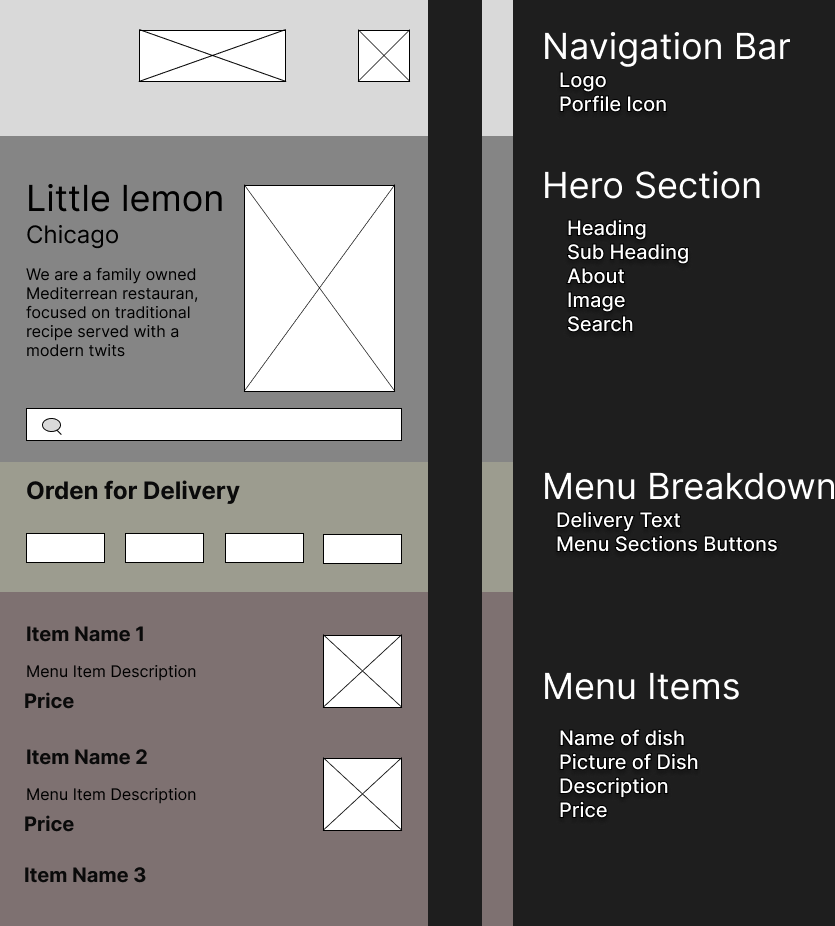 Little lemon
Chicago
We are a family owned
Mediterrean restauran,
focused on traditional
recipe served with a
modern twits
Orden for Delivery
Item Name 1
Menu Item Description
Price
Item Name 2
Menu Item Description
Price
Item Name 3
Navigation Bar
Logo
Porfile Icon
Hero Section
Heading
Sub Heading
About
Image
Search
Menu Breakdown
Delivery Text
Menu Sections Buttons
Menu Items
Name of dish
Picture of Dish
Description
Price